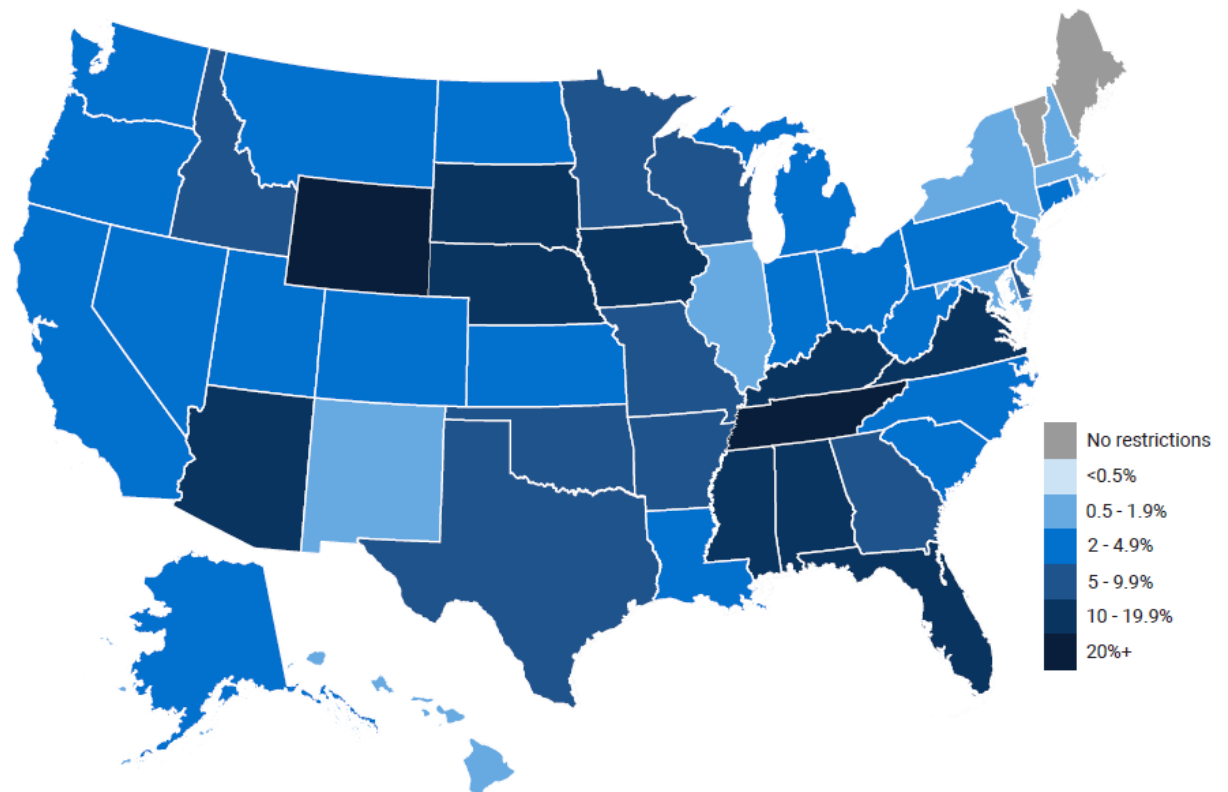 No restrictions
<0.5%
0.5 - 1.9%
2 - 4.9%
5 - 9.9%
10 - 19.9%
20%+